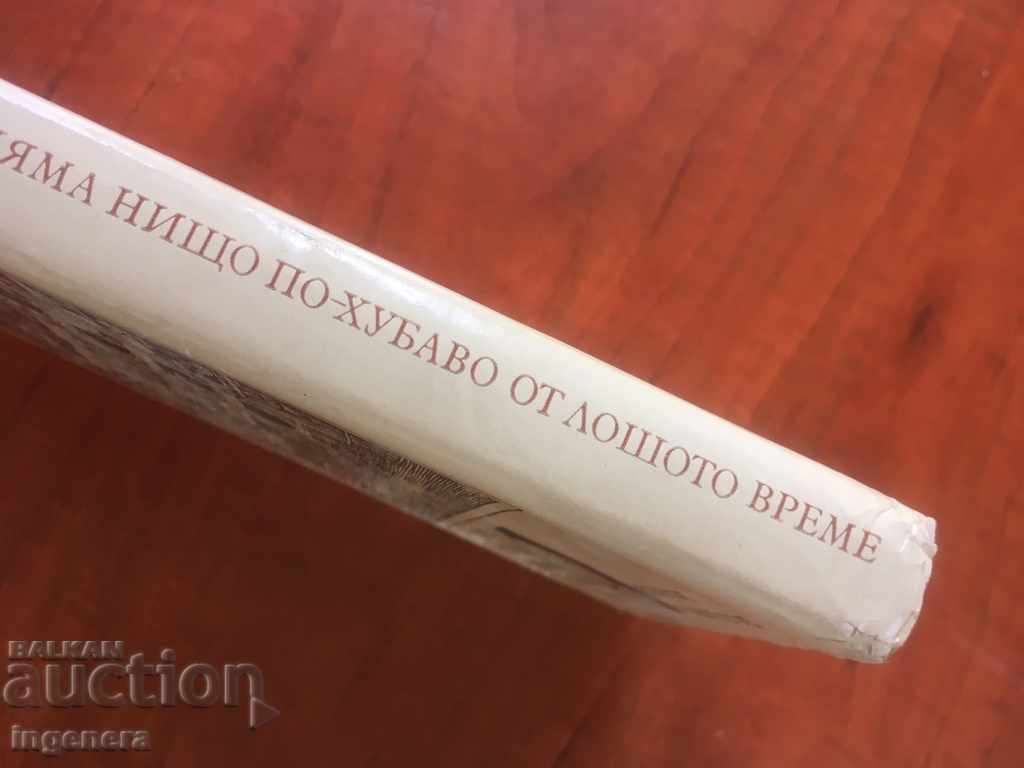 ЯМА НИЩО ПО-ХУБАВО ОТ ЛОШОТО ВРЕМЕ
BALKAN
auction
ingenera